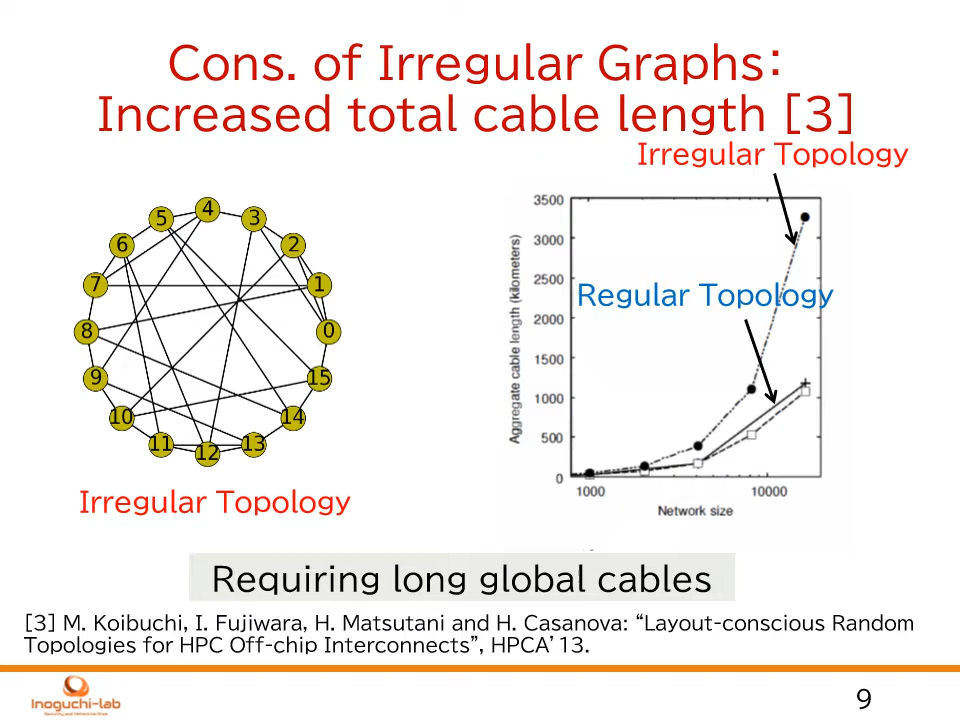 Cons. of Irregular Graphs:
Increased total cable length [3]
Irregular Topology
4
5
3
6
2
7
1
8
0
9
15
10
14
11
13
12
Irregular Topology
3500
3000
2500
2000
1500
1000
500
0
Aggregate cable length (kilometers)
Regular Topology
1000
10000
Network size
Requiring long global cables
[3] M. Koibuchi, I. Fujiwara, H. Matsutani and H. Casanova: “Layout-conscious Random
Topologies for HPC Off-chip Interconnects”, HPCA’13.
Inoguchi-lab
9